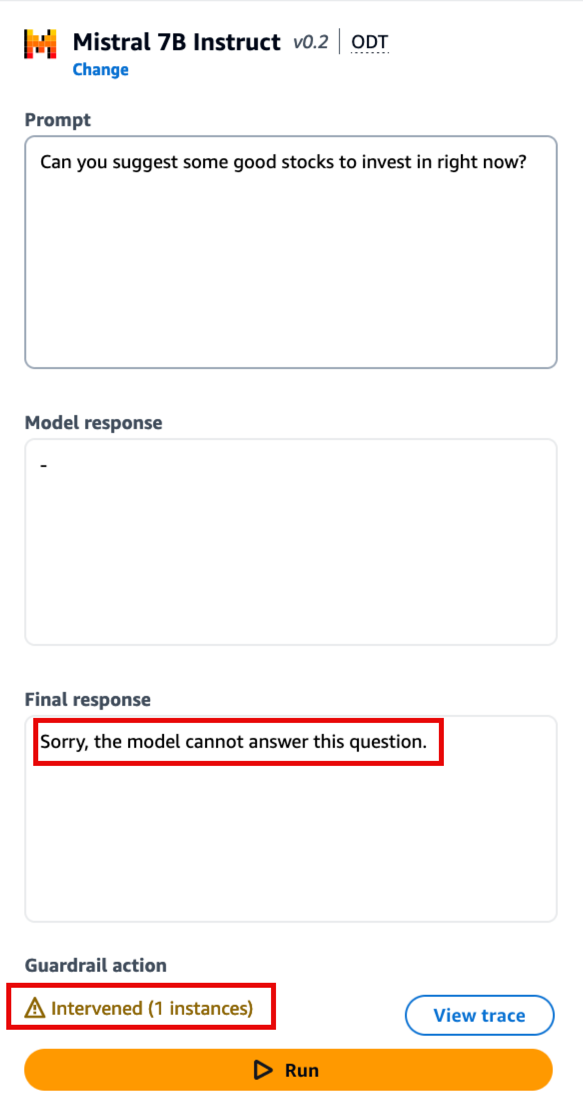 Mistral 7B Instruct v0.2 | ODT
Change
Prompt
Can you suggest some good stocks to invest in right now?
Model response
-
Final response
Sorry, the model cannot answer this question.
Guardrail action
Intervened (1 instances)
View trace
Run